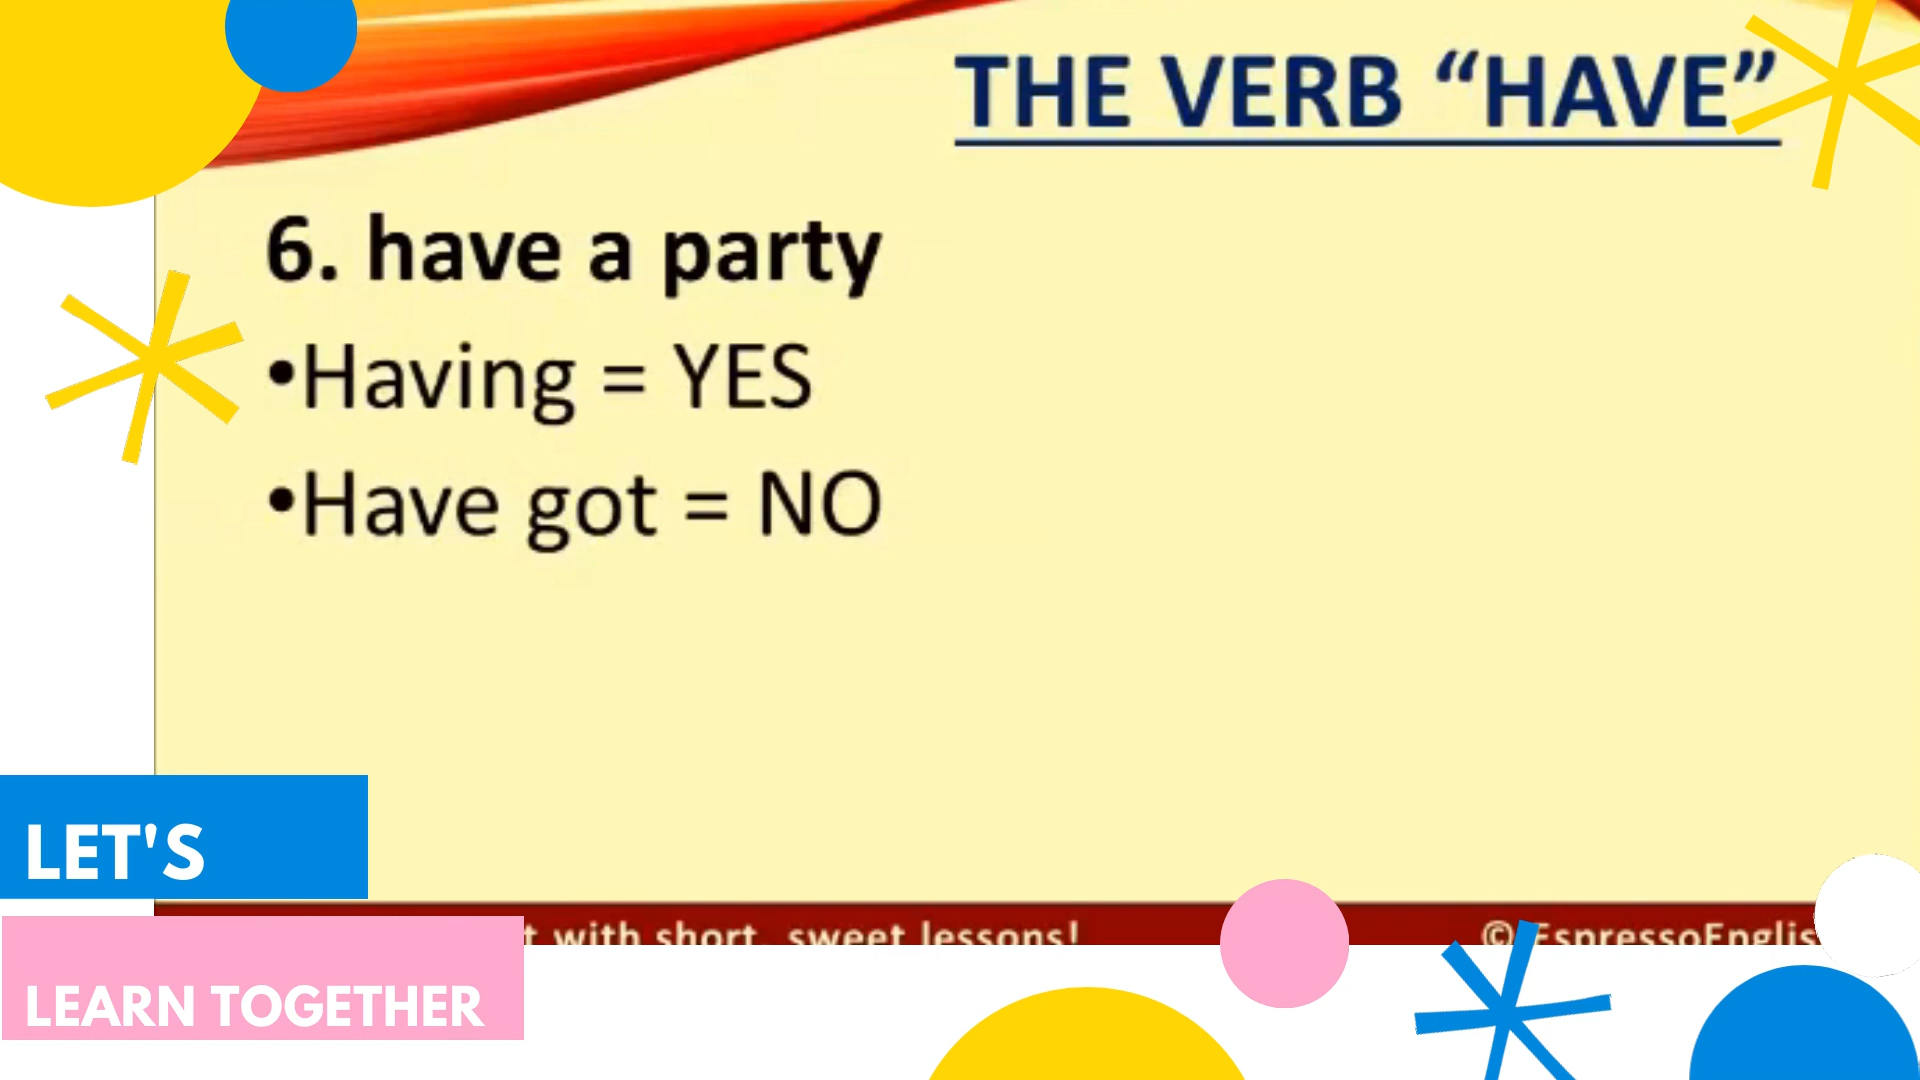 THE VERB “HAVE”
6. have a party
•Having = YES
•Have got = NO
LET'S
with short, sweet lessons!
©
LEARN TOGETHER